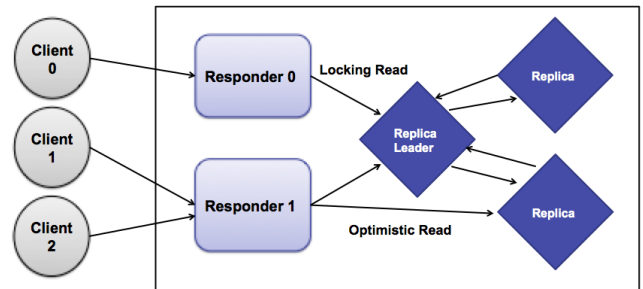 Client
0
Client
1
Client
2
Responder 0
Responder 1
Locking Read
Optimistic Read
Replica
Leader
Replica
Replica